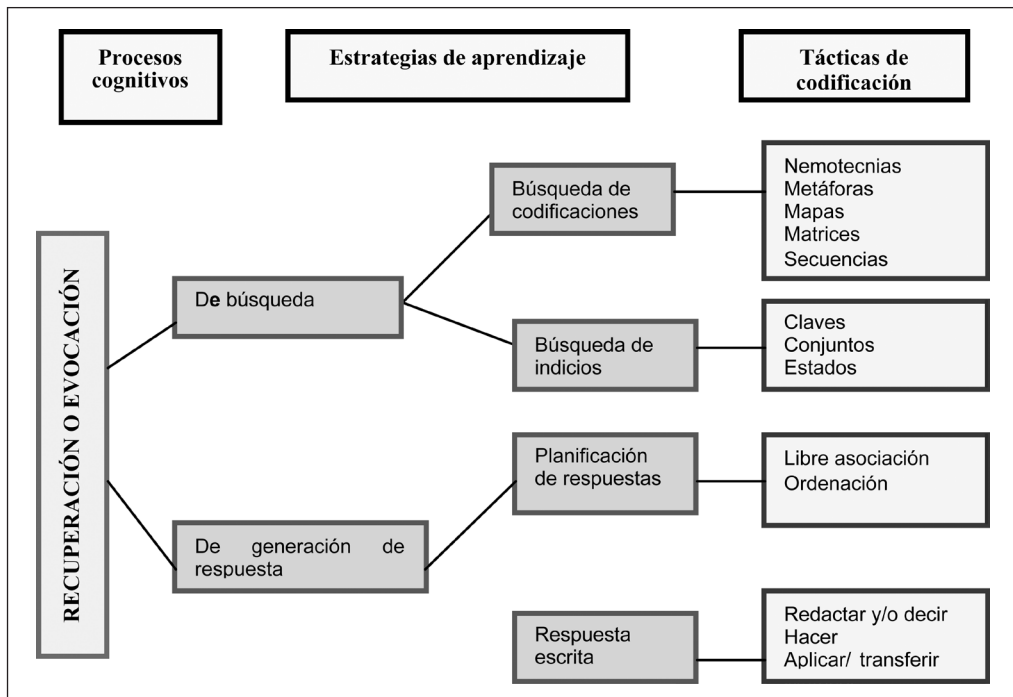 Procesos
cognitivos
Estrategias de aprendizaje
Tácticas de
codificación
RECUPERACIÓN O EVOCACIÓN
De búsqueda
Búsqueda de
codificaciones
Nemotecnias
Metáforas
Mapas
Matrices
Secuencias
Búsqueda de
indicios
Claves
Conjuntos
Estados
De generación de
respuesta
Planificación
de respuestas
Libre asociación
Ordenación
Respuesta
escrita
Redactar y/o decir
Hacer
Aplicar/ transferir